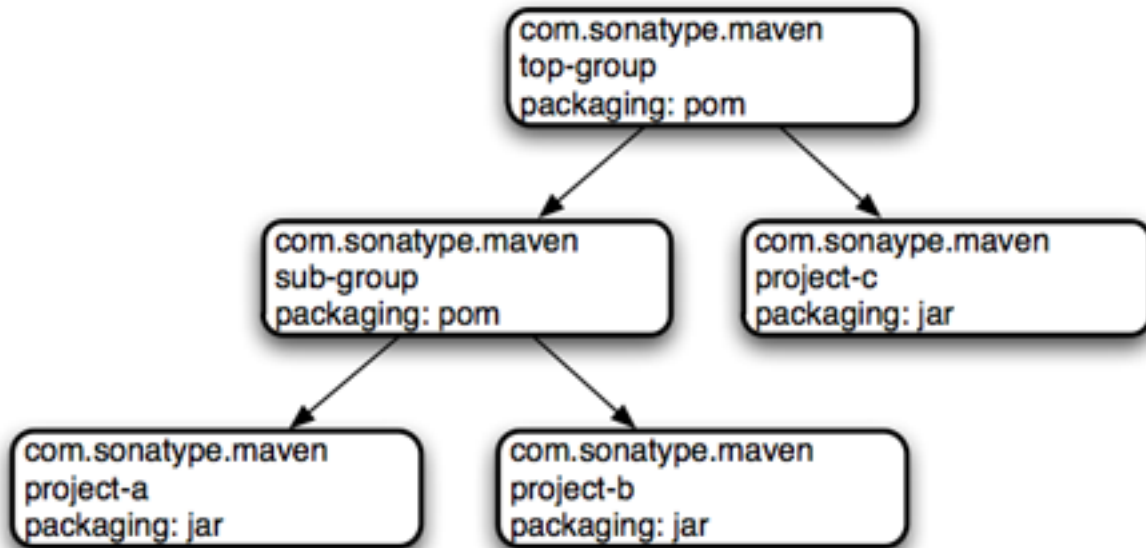 com.sonatype.maven
top-group
packaging: pom
com.sonatype.maven
sub-group
packaging: pom
com.sonaype.maven
project-c
packaging: jar
com.sonatype.maven
project-a
packaging: jar
com.sonatype.maven
project-b
packaging: jar